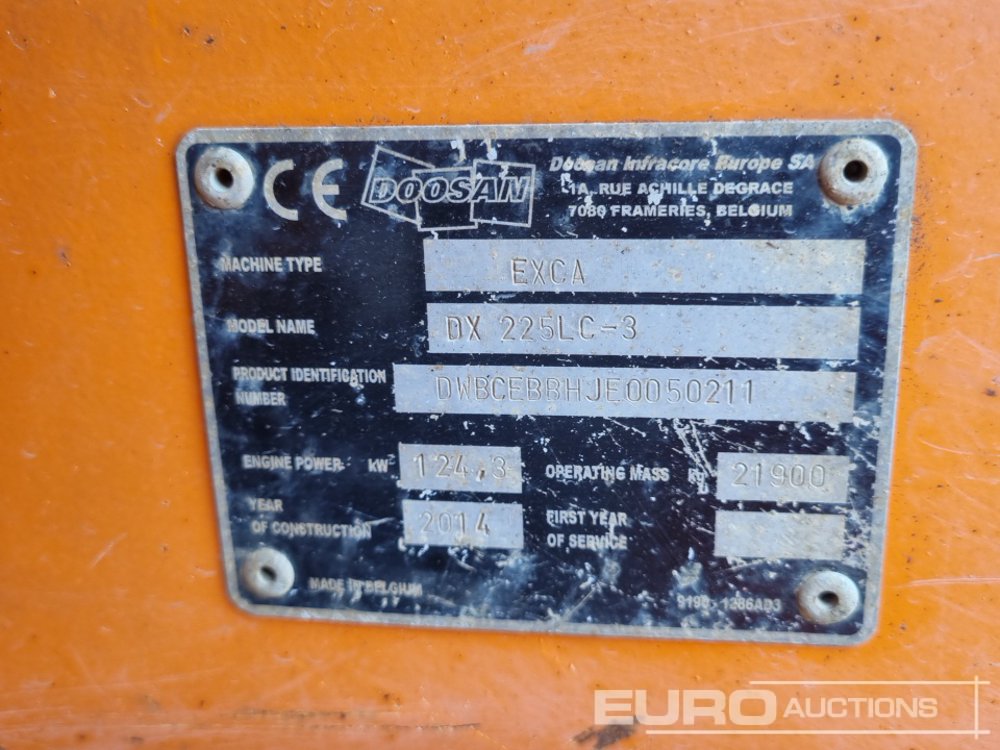 CE DOOSAN Doosan Infracore Europe SA
1A, RUE ACHILLE DEGRACE
7080 FRAMERIES, BELGIUM
MACHINE TYPE EXCA
MODEL NAME DX 225LC-3
PRODUCT IDENTIFICATION
NUMBER DWBCEBBHJE0050211
ENGINE POWER kW 124,3 OPERATING MASS 21900
YEAR
OF CONSTRUCTION 2014
FIRST YEAR
OF SERVICE
MADE IN BELGIUM
EURO AUCTIONS